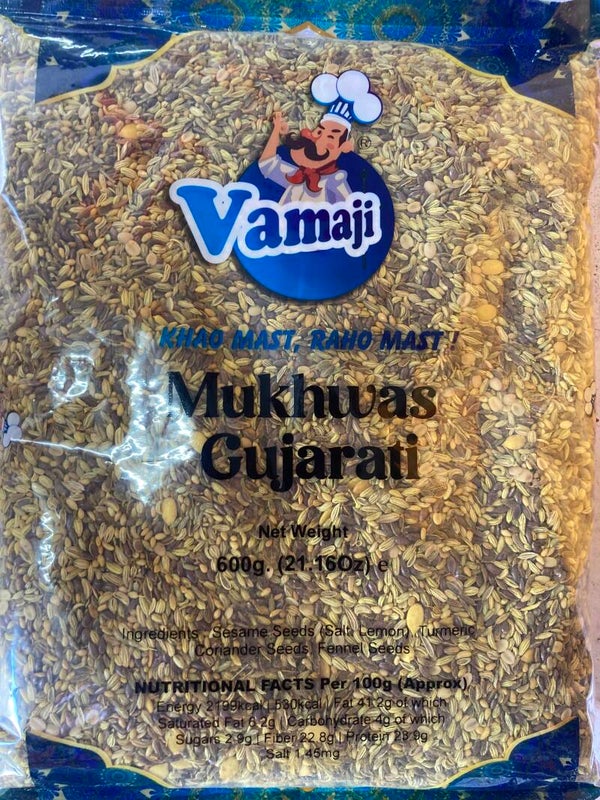 Vamaji
®
KHAO MAST, RAHO MAST !
Mukhwas
Gujarati
Net Weight
600g. (21.16Oz) e
Ingredients , Sesame Seeds (Salt, Lemon), Turmeric
Coriander Seeds, Fennel Seeds
NUTRITIONAL FACTS Per 100g (Approx)
Energy 2199kcal | 530kcal | Fat 41.2g of which
Saturated Fat 6.2g | Carbohydrate 4g of which
Sugars 2.9g | Fiber 22.8g | Protein 23.9g
Salt 1.45mg